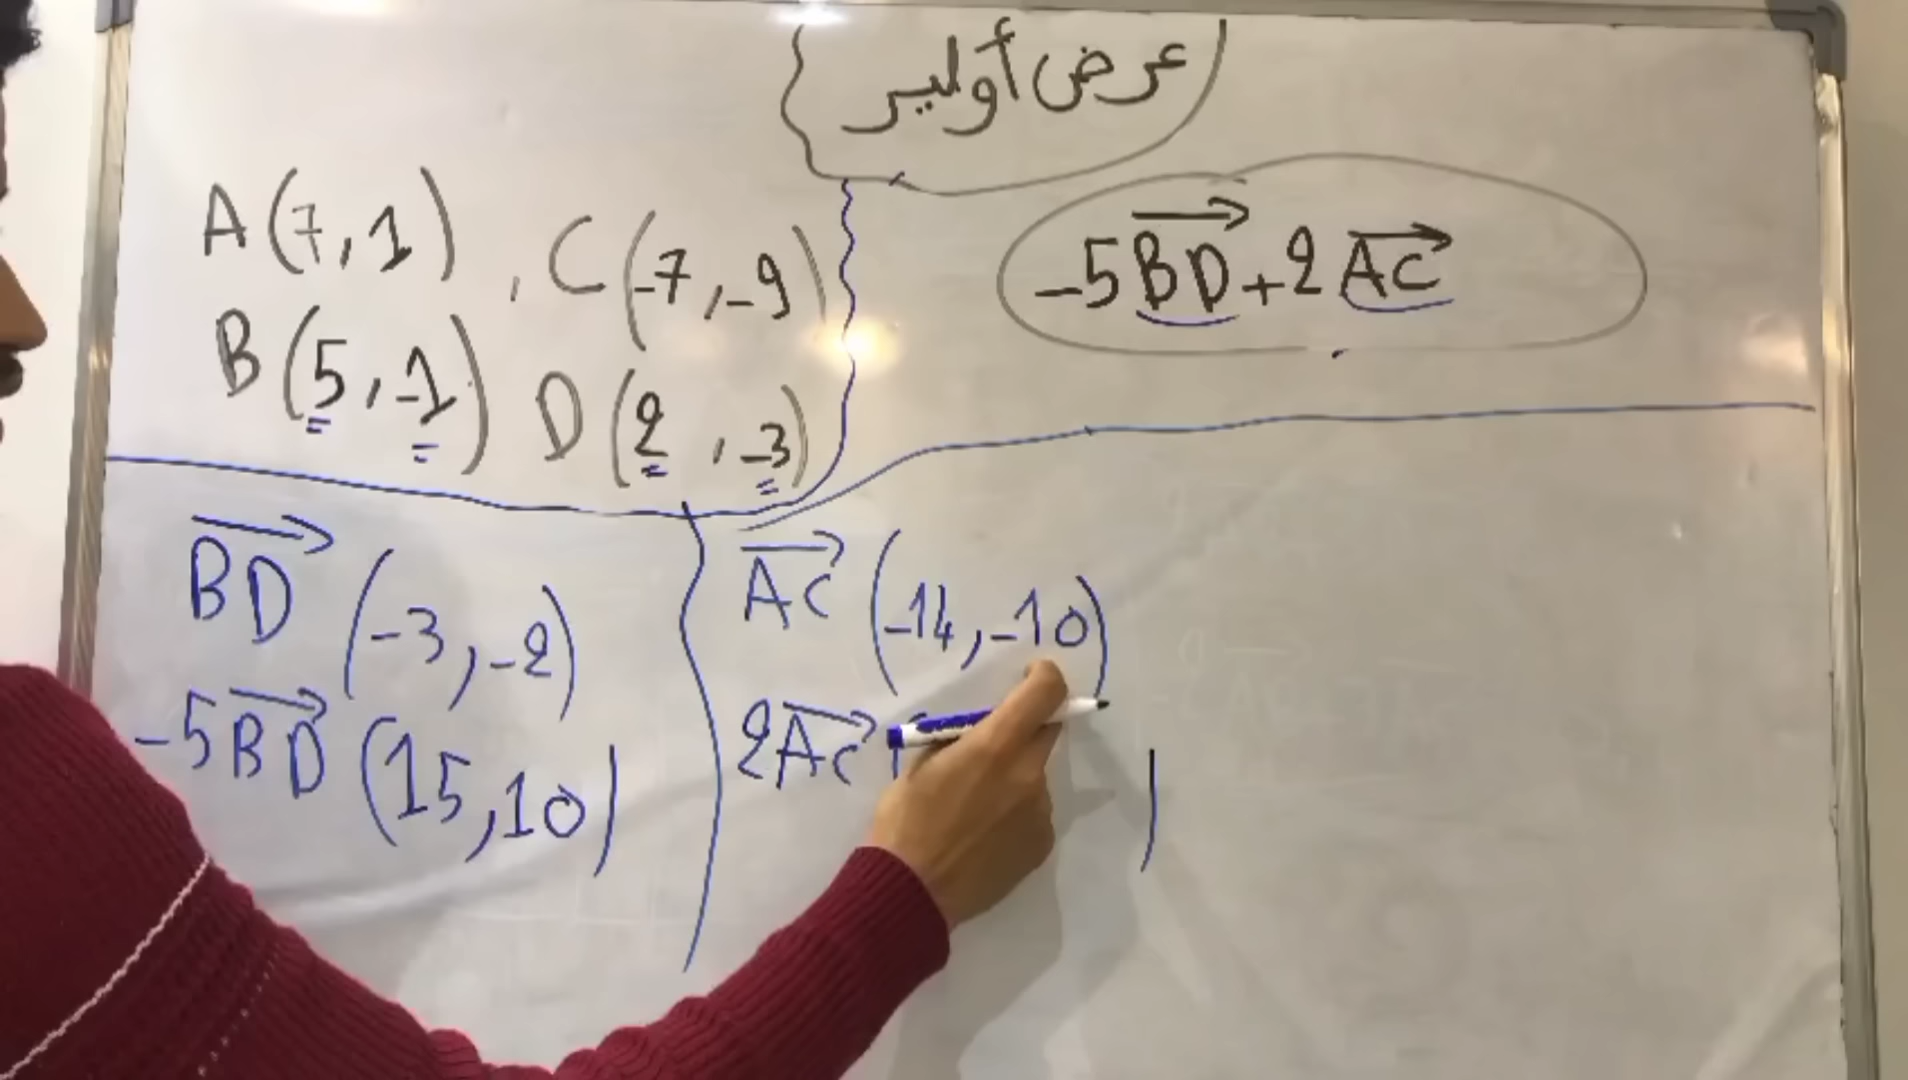 عرض أولير
A(7,1) , C(-7,-9)
B(5,-1) D(2,-3)
-5BD+2AC
BD (-3,-2)
-5BD (15,10)
AC (-14,-10)
2AC